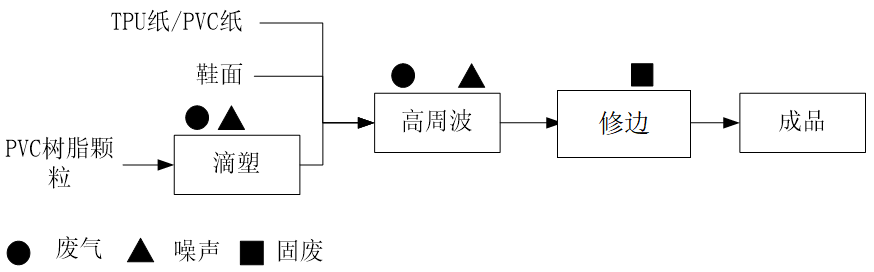 TPU纸/PVC纸
鞋面
PVC树脂颗
粒
滴塑
高周波
修边
成品
废气
噪声
固废